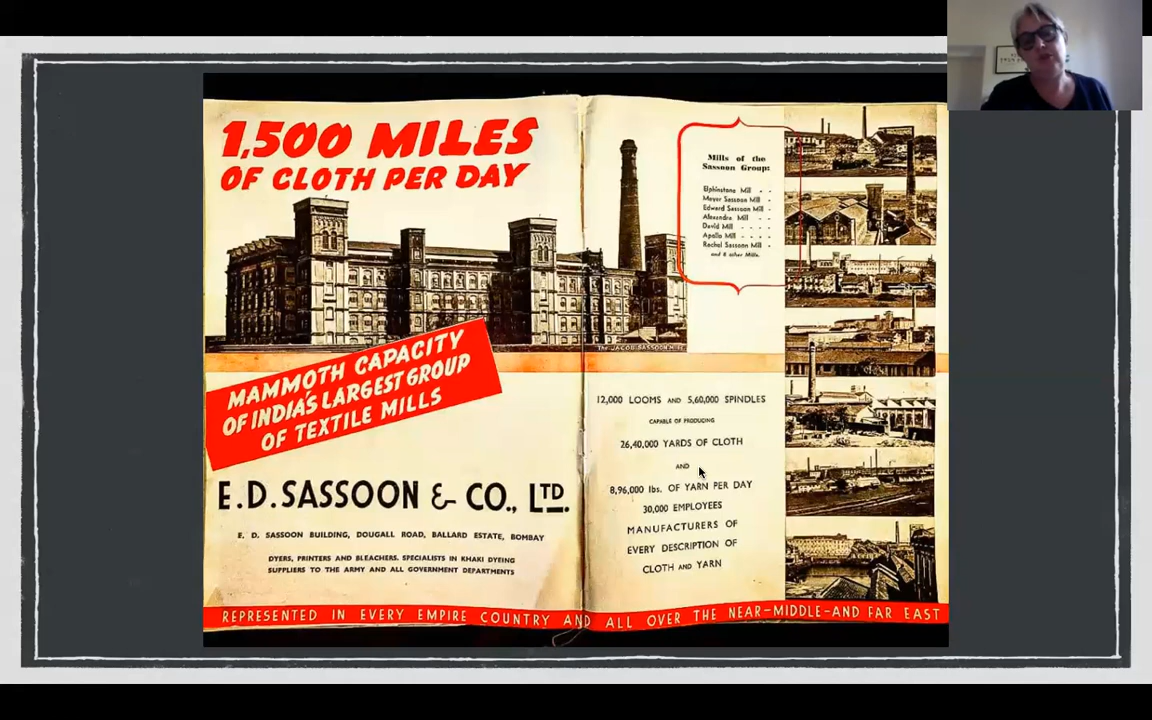 1,500 MILES
OF CLOTH PER DAY
The JACOB SASSOON MILL
MAMMOTH CAPACITY
OF INDIA'S LARGEST GROUP
OF TEXTILE MILLS
E.D. SASSOON & CO., LTD.
E. D. SASSOON BUILDING, DOUGALL ROAD, BALLARD ESTATE, BOMBAY
DYERS, PRINTERS AND BLEACHERS. SPECIALISTS IN KHAKI DYEING
SUPPLIERS TO THE ARMY AND ALL GOVERNMENT DEPARTMENTS
Mills of the
Sassoon Group:
Elphinstone Mill - -
Meyer Sassoon Mill -
Edward Sassoon Mill -
Alexandra Mill - -
David Mill - - - -
Apollo Mill - - - -
Rachel Sassoon Mill -
and 8 other Mills.
12,000 LOOMS AND 5,60,000 SPINDLES
CAPABLE OF PRODUCING
26,40,000 YARDS OF CLOTH
AND
8,96,000 lbs. OF YARN PER DAY
30,000 EMPLOYEES
MANUFACTURERS OF
EVERY DESCRIPTION OF
CLOTH AND YARN
REPRESENTED IN EVERY EMPIRE COUNTRY AND ALL OVER THE NEAR-MIDDLE-AND FAR EAST